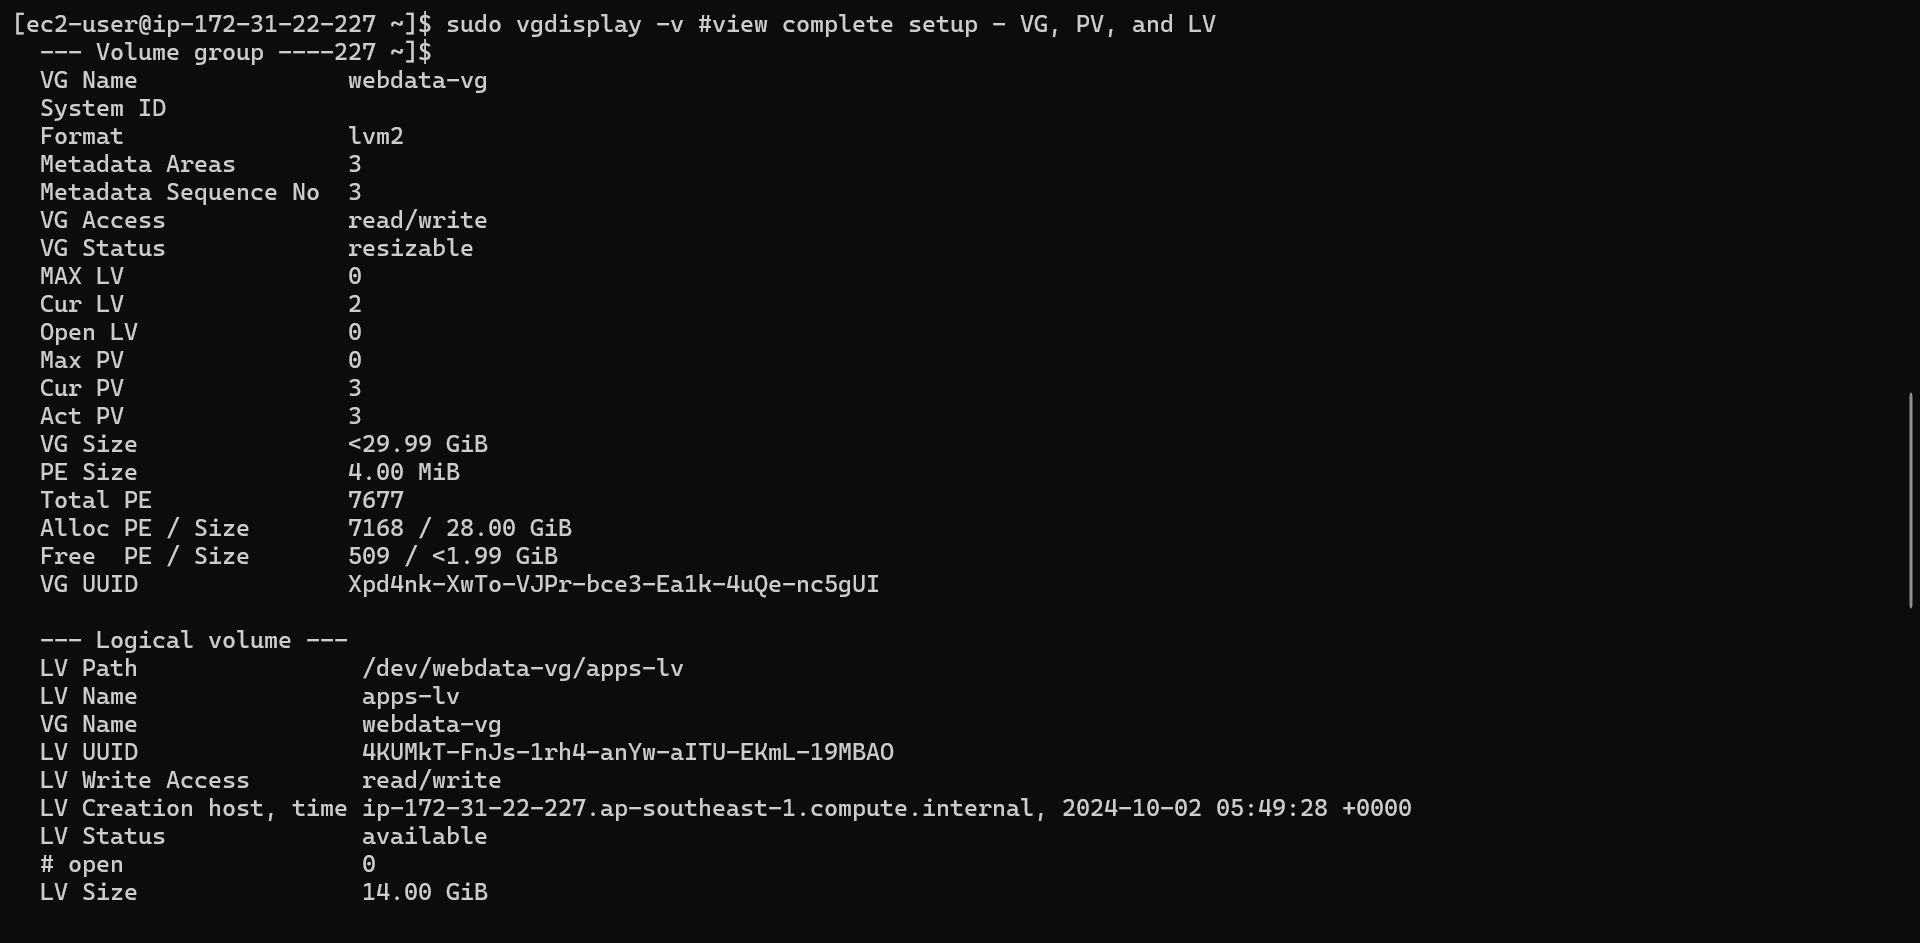 [ec2-user@ip-172-31-22-227 ~]$ sudo vgdisplay -v #view complete setup - VG, PV, and LV
  --- Volume group ----227 ~]$
  VG Name               webdata-vg
  System ID
  Format                lvm2
  Metadata Areas        3
  Metadata Sequence No  3
  VG Access             read/write
  VG Status             resizable
  MAX LV                0
  Cur LV                2
  Open LV               0
  Max PV                0
  Cur PV                3
  Act PV                3
  VG Size               <29.99 GiB
  PE Size               4.00 MiB
  Total PE              7677
  Alloc PE / Size       7168 / 28.00 GiB
  Free  PE / Size       509 / <1.99 GiB
  VG UUID               Xpd4nk-XwTo-VJPr-bce3-Ea1k-4uQe-nc5gUI

  --- Logical volume ---
  LV Path                /dev/webdata-vg/apps-lv
  LV Name                apps-lv
  VG Name                webdata-vg
  LV UUID                4KUMkT-FnJs-1rh4-anYw-aITU-EKmL-19MBAO
  LV Write Access        read/write
  LV Creation host, time ip-172-31-22-227.ap-southeast-1.compute.internal, 2024-10-02 05:49:28 +0000
  LV Status              available
  # open                 0
  LV Size                14.00 GiB